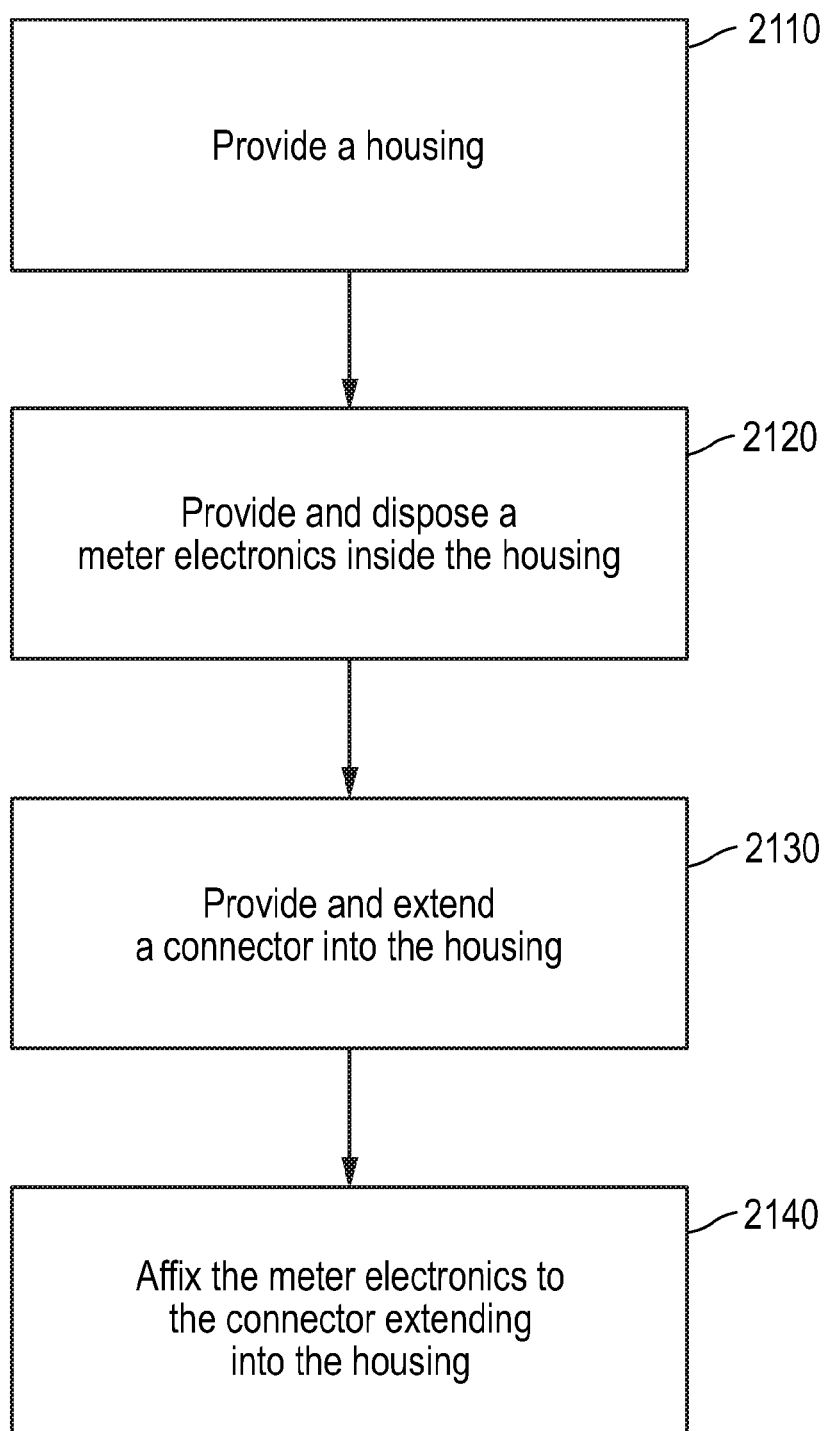 2110
Provide a housing
2120
Provide and dispose a
meter electronics inside the housing
2130
Provide and extend
a connector into the housing
2140
Affix the meter electronics to
the connector extending
into the housing